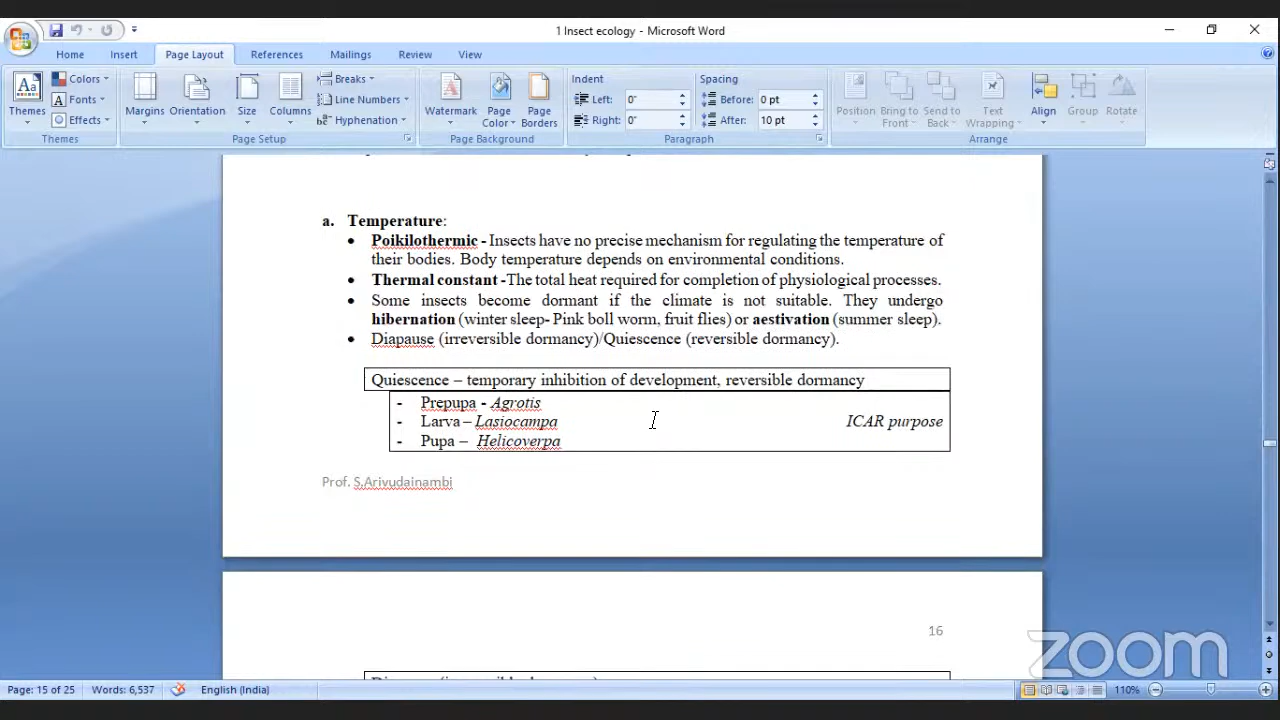 1 Insect ecology - Microsoft Word
Home Insert Page Layout References Mailings Review View
Themes
Colors
Fonts
Effects
Themes
Margins Orientation Size Columns
Breaks
Line Numbers
Hyphenation
Page Setup
Watermark Page Color Page Borders
Page Background
Indent
Left: 0"
Right: 0"
Spacing
Before: 0 pt
After: 10 pt
Paragraph
Position Bring to Front Send to Back Text Wrapping Align Group Rotate
Arrange
a. Temperature:
• Poikilothermic - Insects have no precise mechanism for regulating the temperature of
their bodies. Body temperature depends on environmental conditions.
• Thermal constant -The total heat required for completion of physiological processes.
• Some insects become dormant if the climate is not suitable. They undergo
hibernation (winter sleep- Pink boll worm, fruit flies) or aestivation (summer sleep).
• Diapause (irreversible dormancy)/Quiescence (reversible dormancy).
Quiescence – temporary inhibition of development, reversible dormancy
- Prepupa - Agrotis
- Larva – Lasiocampa ICAR purpose
- Pupa – Helicoverpa
Prof. S,Arivudainambi
16
zoom
Page: 15 of 25 Words: 6,537 English (India) 110%